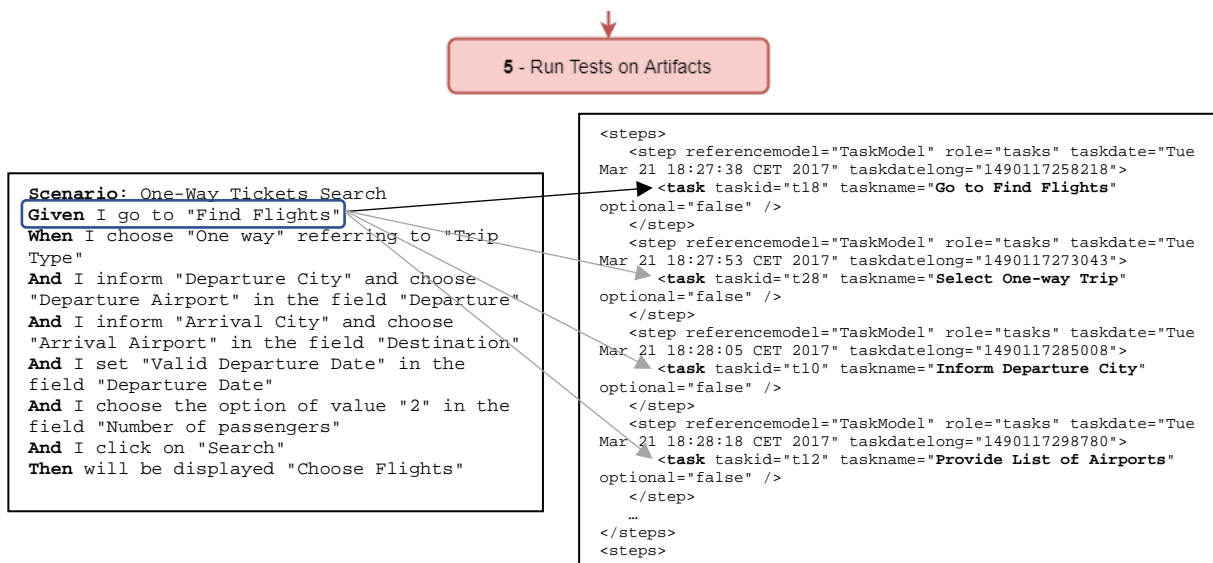 5 - Run Tests on Artifacts
Scenario: One-Way Tickets Search
Given I go to "Find Flights"
When I choose "One way" referring to "Trip
Type"
And I inform "Departure City" and choose
"Departure Airport" in the field "Departure"
And I inform "Arrival City" and choose
"Arrival Airport" in the field "Destination"
And I set "Valid Departure Date" in the
field "Departure Date"
And I choose the option of value "2" in the
field "Number of passengers"
And I click on "Search"
Then will be displayed "Choose Flights"
<steps>
<step referencemodel="TaskModel" role="tasks" taskdate="Tue
Mar 21 18:27:38 CET 2017" taskdatelong="1490117258218">
<task taskid="t18" taskname="Go to Find Flights"
optional="false" />
</step>
<step referencemodel="TaskModel" role="tasks" taskdate="Tue
Mar 21 18:27:53 CET 2017" taskdatelong="1490117273043">
<task taskid="t28" taskname="Select One-way Trip"
optional="false" />
</step>
<step referencemodel="TaskModel" role="tasks" taskdate="Tue
Mar 21 18:28:05 CET 2017" taskdatelong="1490117285008">
<task taskid="t10" taskname="Inform Departure City"
optional="false" />
</step>
<step referencemodel="TaskModel" role="tasks" taskdate="Tue
Mar 21 18:28:18 CET 2017" taskdatelong="1490117298780">
<task taskid="t12" taskname="Provide List of Airports"
optional="false" />
</step>
…
</steps>
<steps>